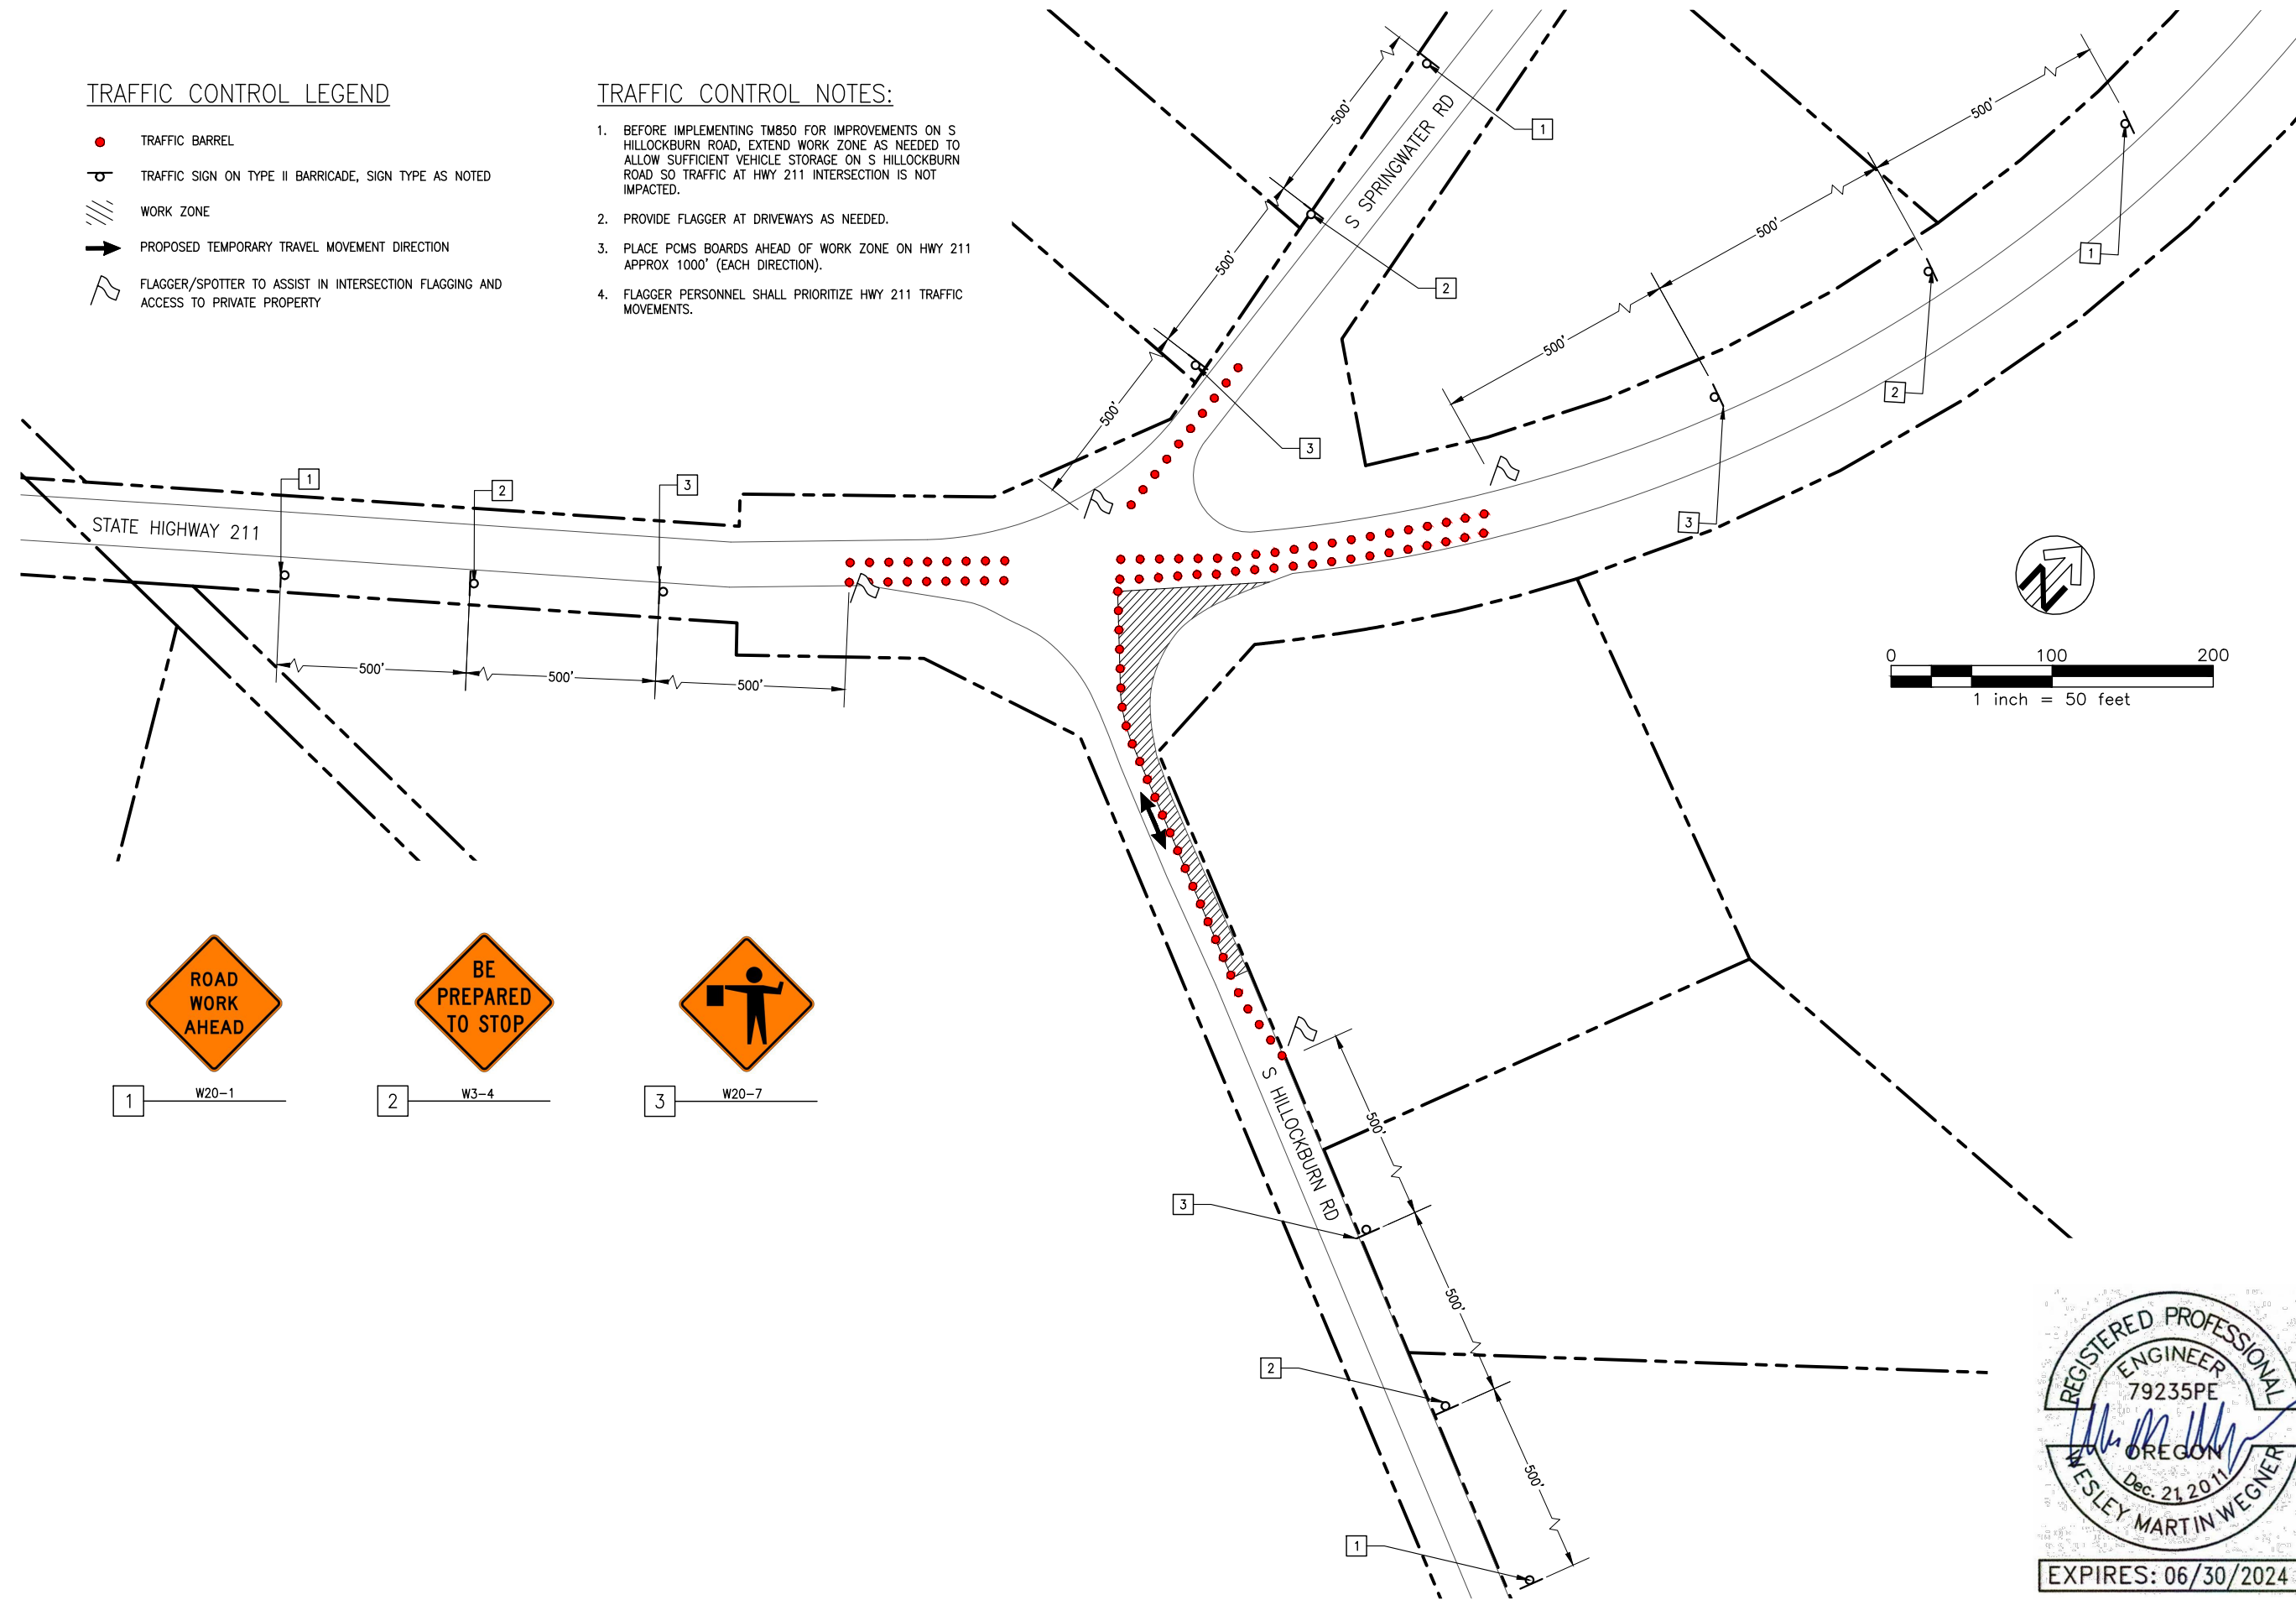 TRAFFIC CONTROL LEGEND
TRAFFIC BARREL
TRAFFIC SIGN ON TYPE II BARRICADE, SIGN TYPE AS NOTED
WORK ZONE
PROPOSED TEMPORARY TRAVEL MOVEMENT DIRECTION
FLAGGER/SPOTTER TO ASSIST IN INTERSECTION FLAGGING AND
ACCESS TO PRIVATE PROPERTY
TRAFFIC CONTROL NOTES:
1. BEFORE IMPLEMENTING TM850 FOR IMPROVEMENTS ON S
HILLOCKBURN ROAD, EXTEND WORK ZONE AS NEEDED TO
ALLOW SUFFICIENT VEHICLE STORAGE ON S HILLOCKBURN
ROAD SO TRAFFIC AT HWY 211 INTERSECTION IS NOT
IMPACTED.
2. PROVIDE FLAGGER AT DRIVEWAYS AS NEEDED.
3. PLACE PCMS BOARDS AHEAD OF WORK ZONE ON HWY 211
APPROX 1000' (EACH DIRECTION).
4. FLAGGER PERSONNEL SHALL PRIORITIZE HWY 211 TRAFFIC
MOVEMENTS.
500'
500'
500'
S SPRINGWATER RD
1
2
3
500'
500'
500'
1
2
3
STATE HIGHWAY 211
1
2
3
500'
500'
500'
0 100 200
1 inch = 50 feet
N
ROAD
WORK
AHEAD
1 W20-1
BE
PREPARED
TO STOP
2 W3-4
3 W20-7
S HILLOCKBURN RD
500'
500'
500'
3
2
1
REGISTERED PROFESSIONAL
ENGINEER
79235PE
OREGON
Dec. 21, 2011
WESLEY MARTIN WEGNER
EXPIRES: 06/30/2024